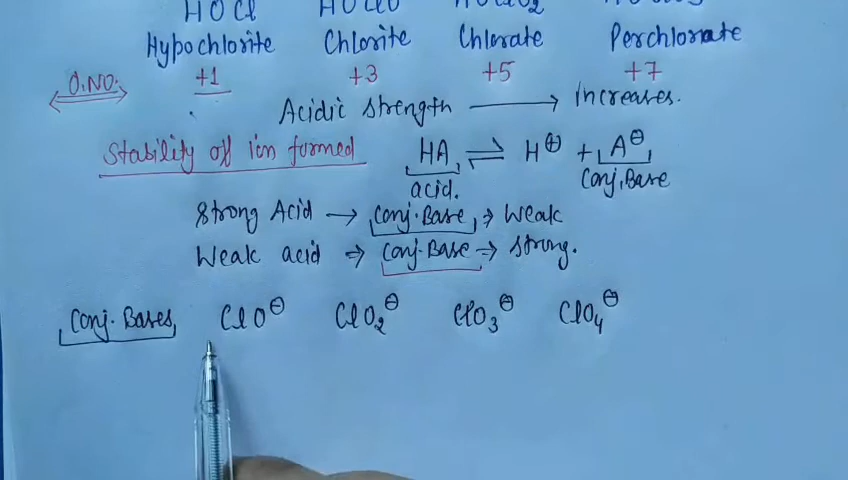 HOCl
Hypochlorite Chlorite Chlorate Perchlorate
O.NO. +1 +3 +5 +7
Acidic strength ⟶ increases.
Stability of ion formed HA ⇌ H⊕ + A⊖
acid. Conj. Base
Strong Acid → Conj. Base ⇒ Weak
Weak acid ⇒ Conj. Base ⇒ strong.
Conj. Bases ClO⊖ ClO₂⊖ ClO₃⊖ ClO₄⊖